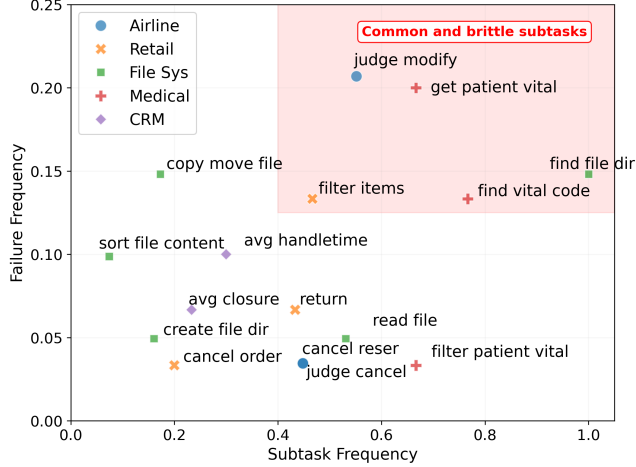 0.25
0.20
0.15
0.10
0.05
0.00
Failure Frequency
Airline
Retail
File Sys
Medical
CRM
Common and brittle subtasks
judge modify
get patient vital
copy move file
find file dir
filter items
find vital code
sort file content
avg handletime
avg closure
return
create file dir
read file
cancel order
cancel reser
filter patient vital
judge cancel
0.0
0.2
0.4
0.6
0.8
1.0
Subtask Frequency